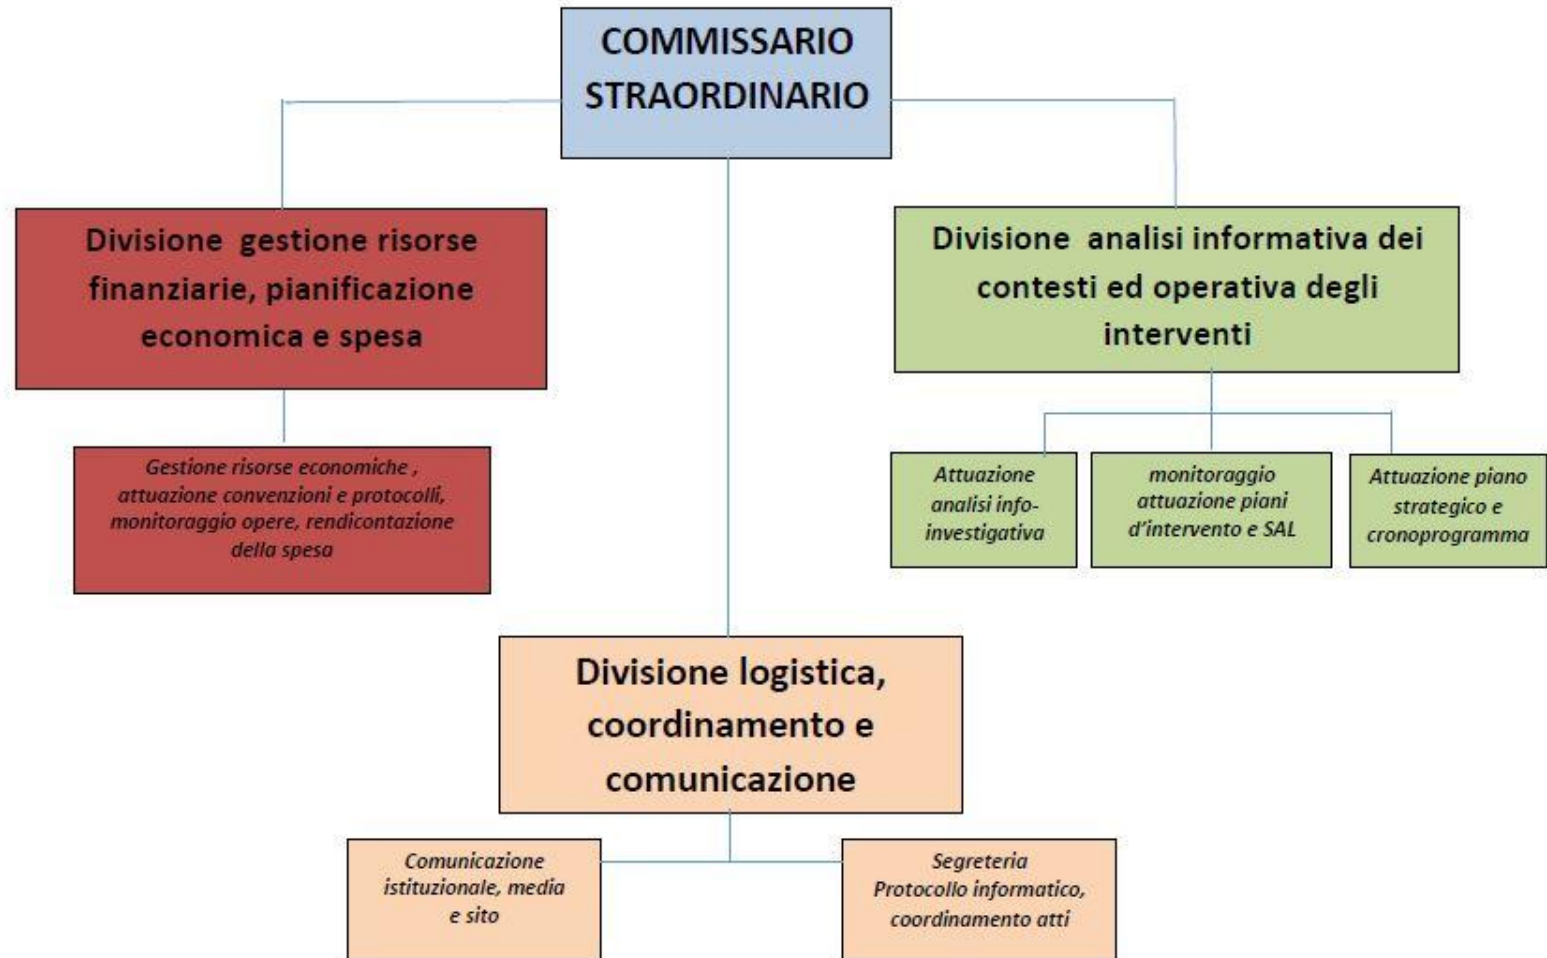 COMMISSARIO
STRAORDINARIO
Divisione gestione risorse
finanziarie, pianificazione
economica e spesa
Divisione analisi informativa dei
contesti ed operativa degli
interventi
Gestione risorse economiche ,
attuazione convenzioni e protocolli,
monitoraggio opere, rendicontazione
della spesa
Attuazione
analisi info-
investigativa
monitoraggio
attuazione piani
d'intervento e SAL
Attuazione piano
strategico e
cronoprogramma
Divisione logistica,
coordinamento e
comunicazione
Comunicazione
istituzionale, media
e sito
Segreteria
Protocollo informatico,
coordinamento atti